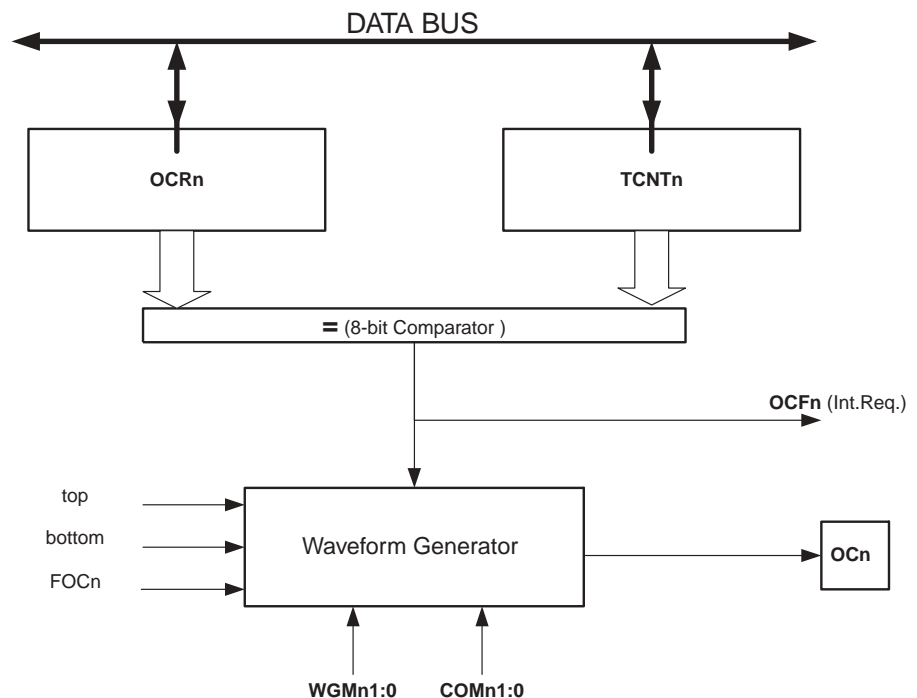 DATA BUS
OCRn
TCNTn
= (8-bit Comparator )
OCFn (Int.Req.)
top
bottom
FOCn
Waveform Generator
OCn
WGMn1:0
COMn1:0